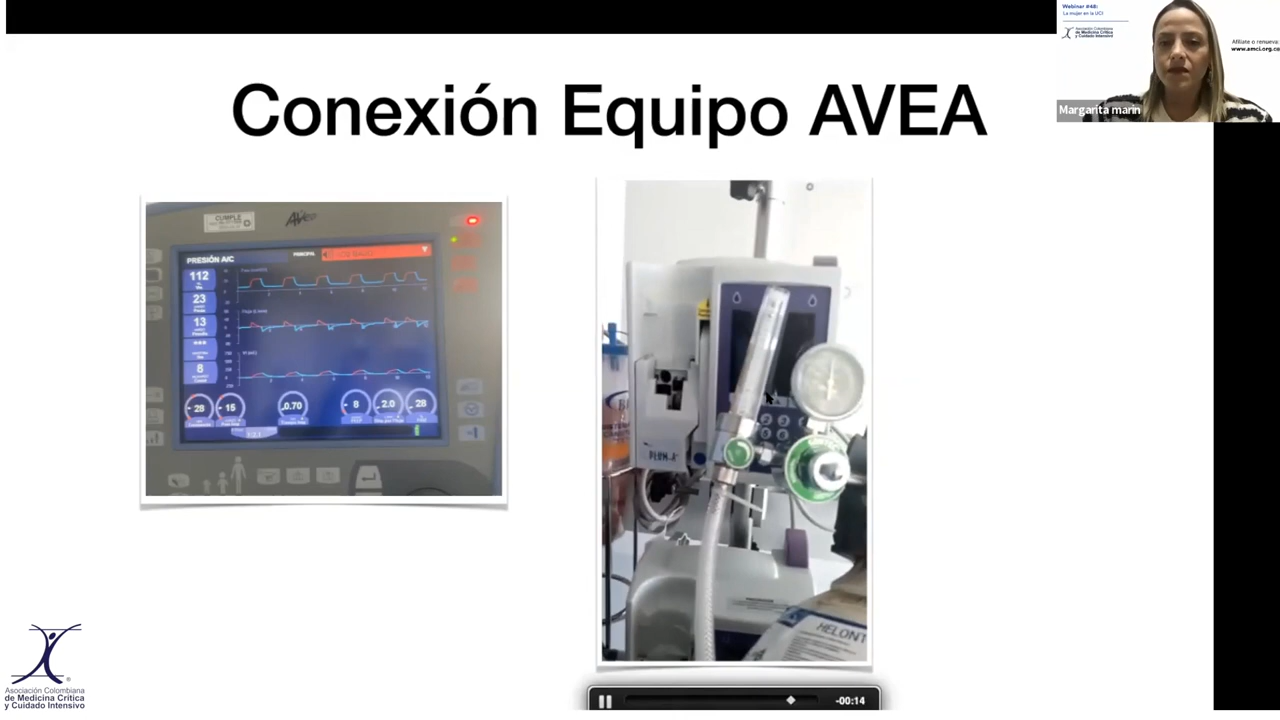 Conexión Equipo AVEA
Webinar #48:
La mujer en la UCI
Asociación Colombiana
de Medicina Crítica
y Cuidado Intensivo
Afíliate o renueva:
www.amci.org.co
Margarita marin
CUMPLE
AVea
PRESIÓN A/C
PRINCIPAL
112
23
13
***
8
28
15
0.70
8
2.0
28
PLUM A+
HELONT
-00:14
Asociación Colombiana
de Medicina Crítica
y Cuidado Intensivo